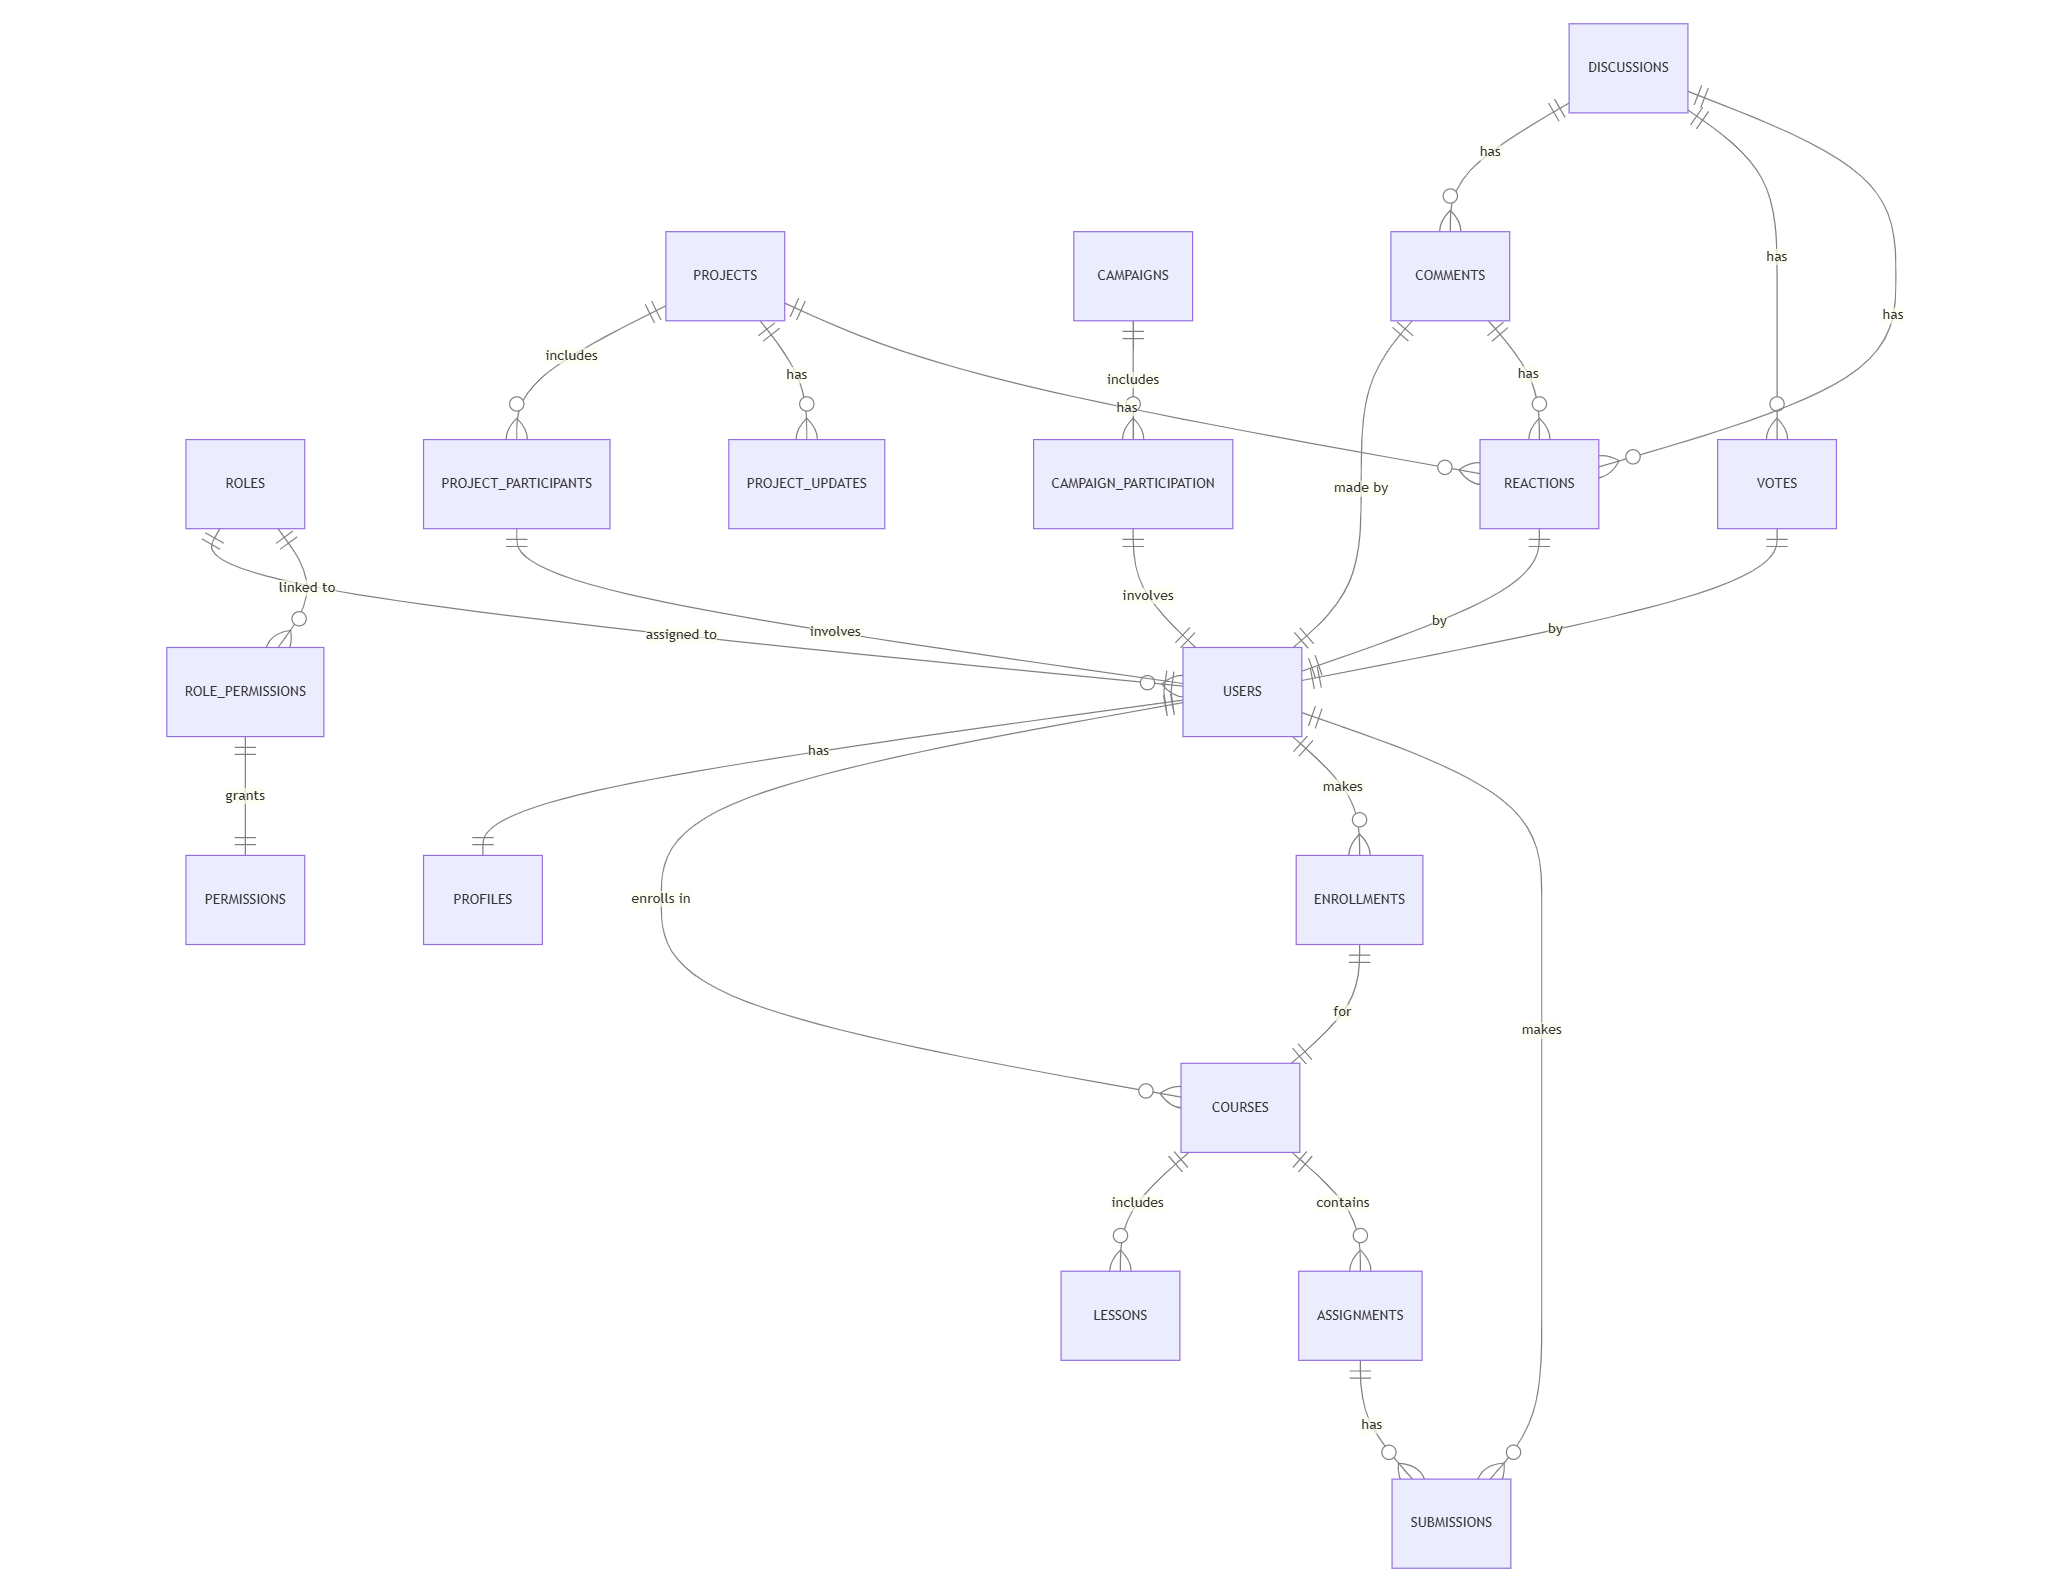 DISCUSSIONS
has
PROJECTS
CAMPAIGNS
COMMENTS
has
has
includes
has
includes
has
has
ROLES
PROJECT_PARTICIPANTS
PROJECT_UPDATES
CAMPAIGN_PARTICIPATION
made by
REACTIONS
VOTES
linked to
assigned to
involves
involves
by
by
ROLE_PERMISSIONS
USERS
has
makes
grants
PERMISSIONS
PROFILES
enrolls in
ENROLLMENTS
for
makes
COURSES
includes
contains
LESSONS
ASSIGNMENTS
has
SUBMISSIONS